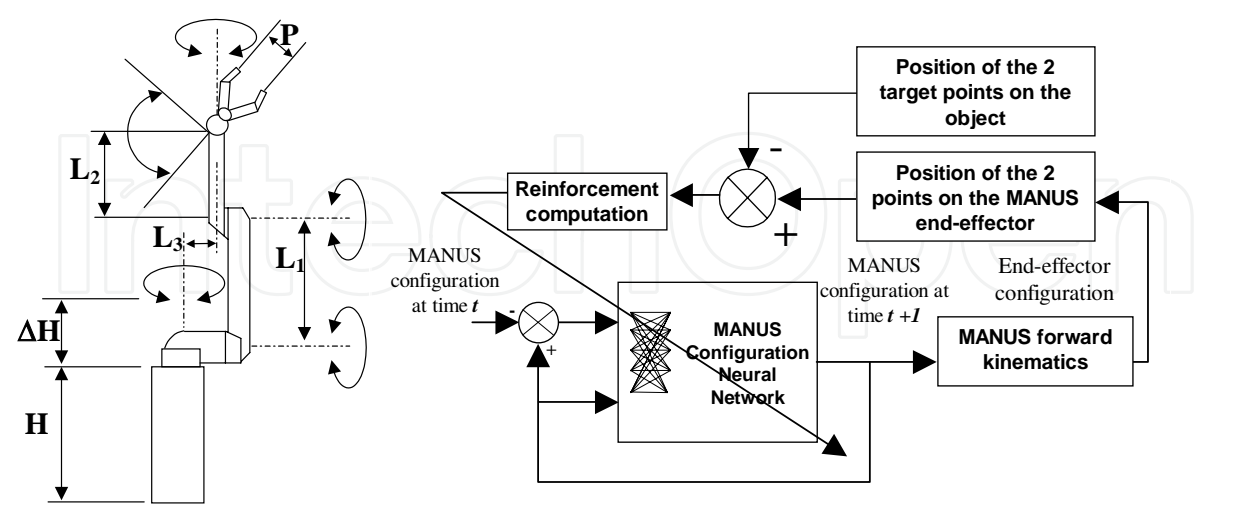 P
L2
L3
L1
ΔH
H
Position of the 2
target points on the
object
-
Position of the 2
points on the MANUS
end-effector
+
Reinforcement
computation
MANUS
configuration
at time t
-
+
MANUS
Configuration
Neural
Network
MANUS
configuration at
time t +1
End-effector
configuration
MANUS forward
kinematics
IntechOpen